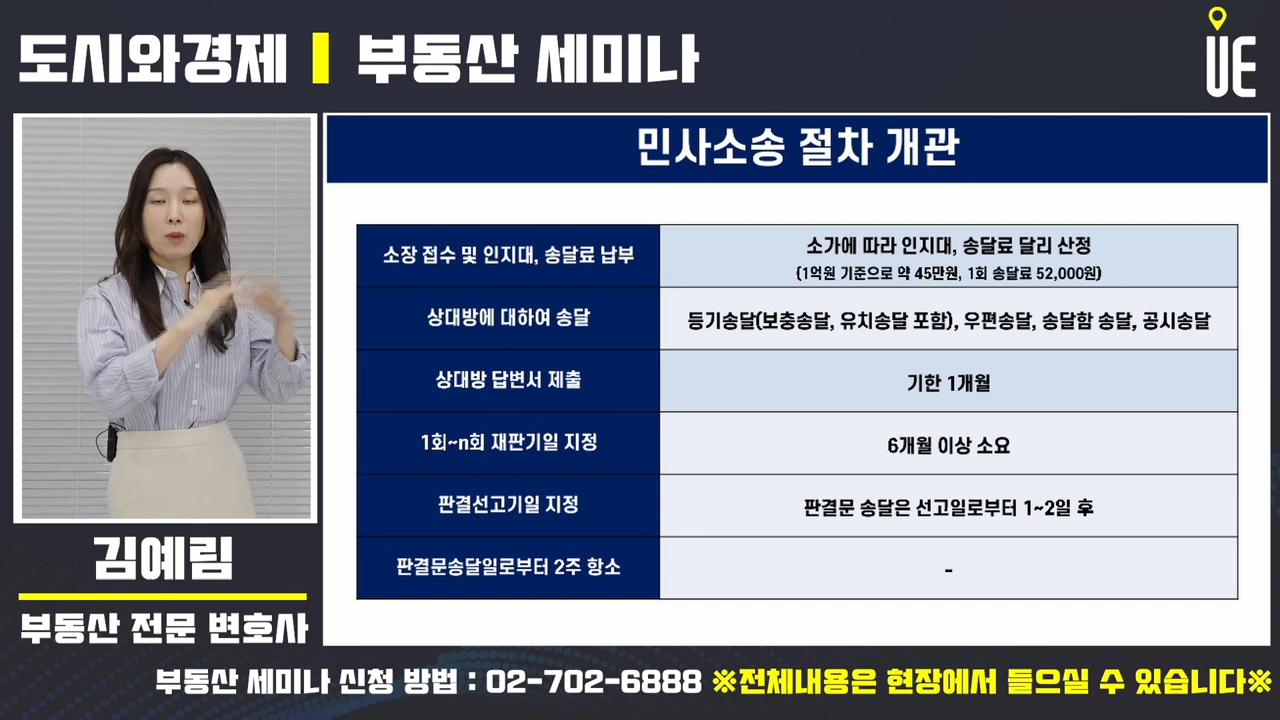 도시와경제 | 부동산 세미나
UE
민사소송 절차 개관
소장 접수 및 인지대, 송달료 납부
소가에 따라 인지대, 송달료 달리 산정
(1억원 기준으로 약 45만원, 1회 송달료 52,000원)
상대방에 대하여 송달
등기송달(보충송달, 유치송달 포함), 우편송달, 송달함 송달, 공시송달
상대방 답변서 제출
기한 1개월
1회~n회 재판기일 지정
6개월 이상 소요
판결선고기일 지정
판결문 송달은 선고일로부터 1~2일 후
판결문송달일로부터 2주 항소
-
김예림
부동산 전문 변호사
부동산 세미나 신청 방법 : 02-702-6888 ※전체내용은 현장에서 들으실 수 있습니다※